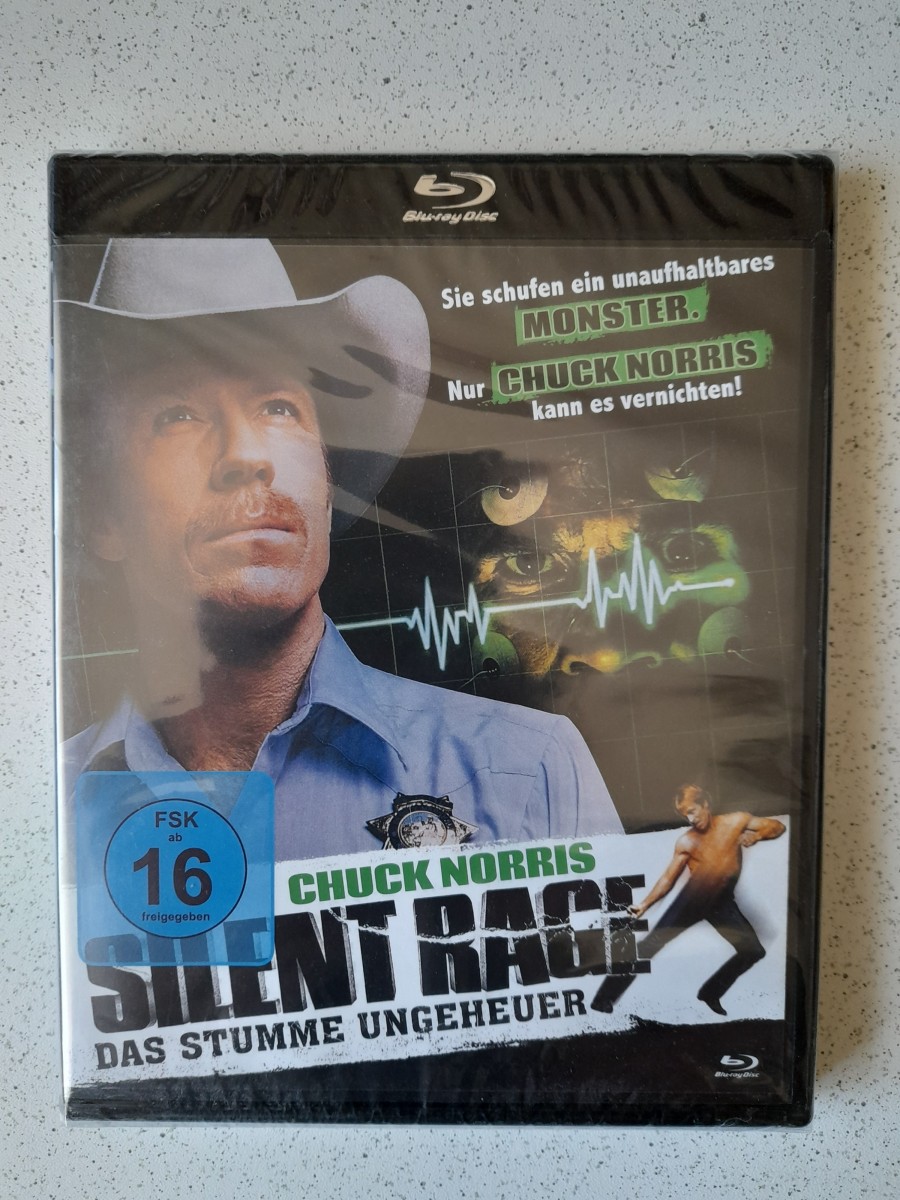 Blu-ray Disc
Sie schufen ein unaufhaltbares
MONSTER.
Nur CHUCK NORRIS
kann es vernichten!
FSK
ab
16
freigegeben
CHUCK NORRIS
SILENT RAGE
DAS STUMME UNGEHEUER
Blu-ray Disc